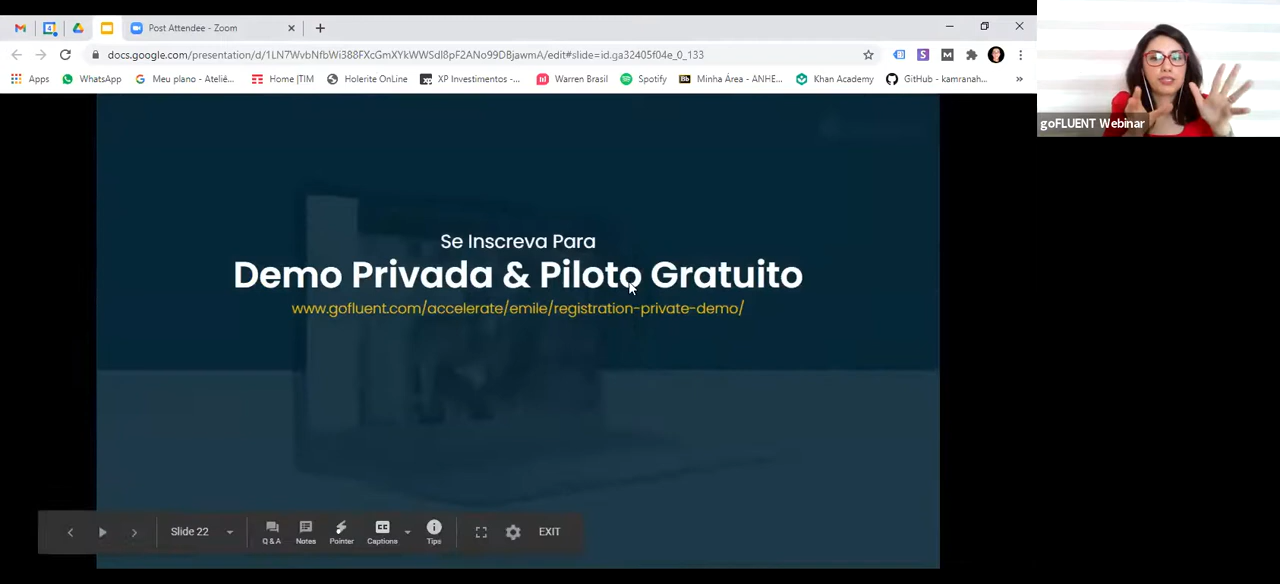 Post Attendee - Zoom
docs.google.com/presentation/d/1LN7WvbNfbWi388FXcGmXYkWWSdl8pF2ANy99DBjawmA/edit#slide=id.ga32405f04e_0_133
Apps
WhatsApp
Meu plano - Ateliê...
Home |TIM
Holerite OnLine
XP Investimentos -...
Warren Brasil
Spotify
Minha Área - ANHE...
Khan Academy
GitHub - kamranah...
goFLUENT Webinar
Se Inscreva Para
Demo Privada & Piloto Gratuito
www.gofluent.com/accelerate/emile/registration-private-demo/
Slide 22
Q & A
Notes
Pointer
Captions
Tips
EXIT